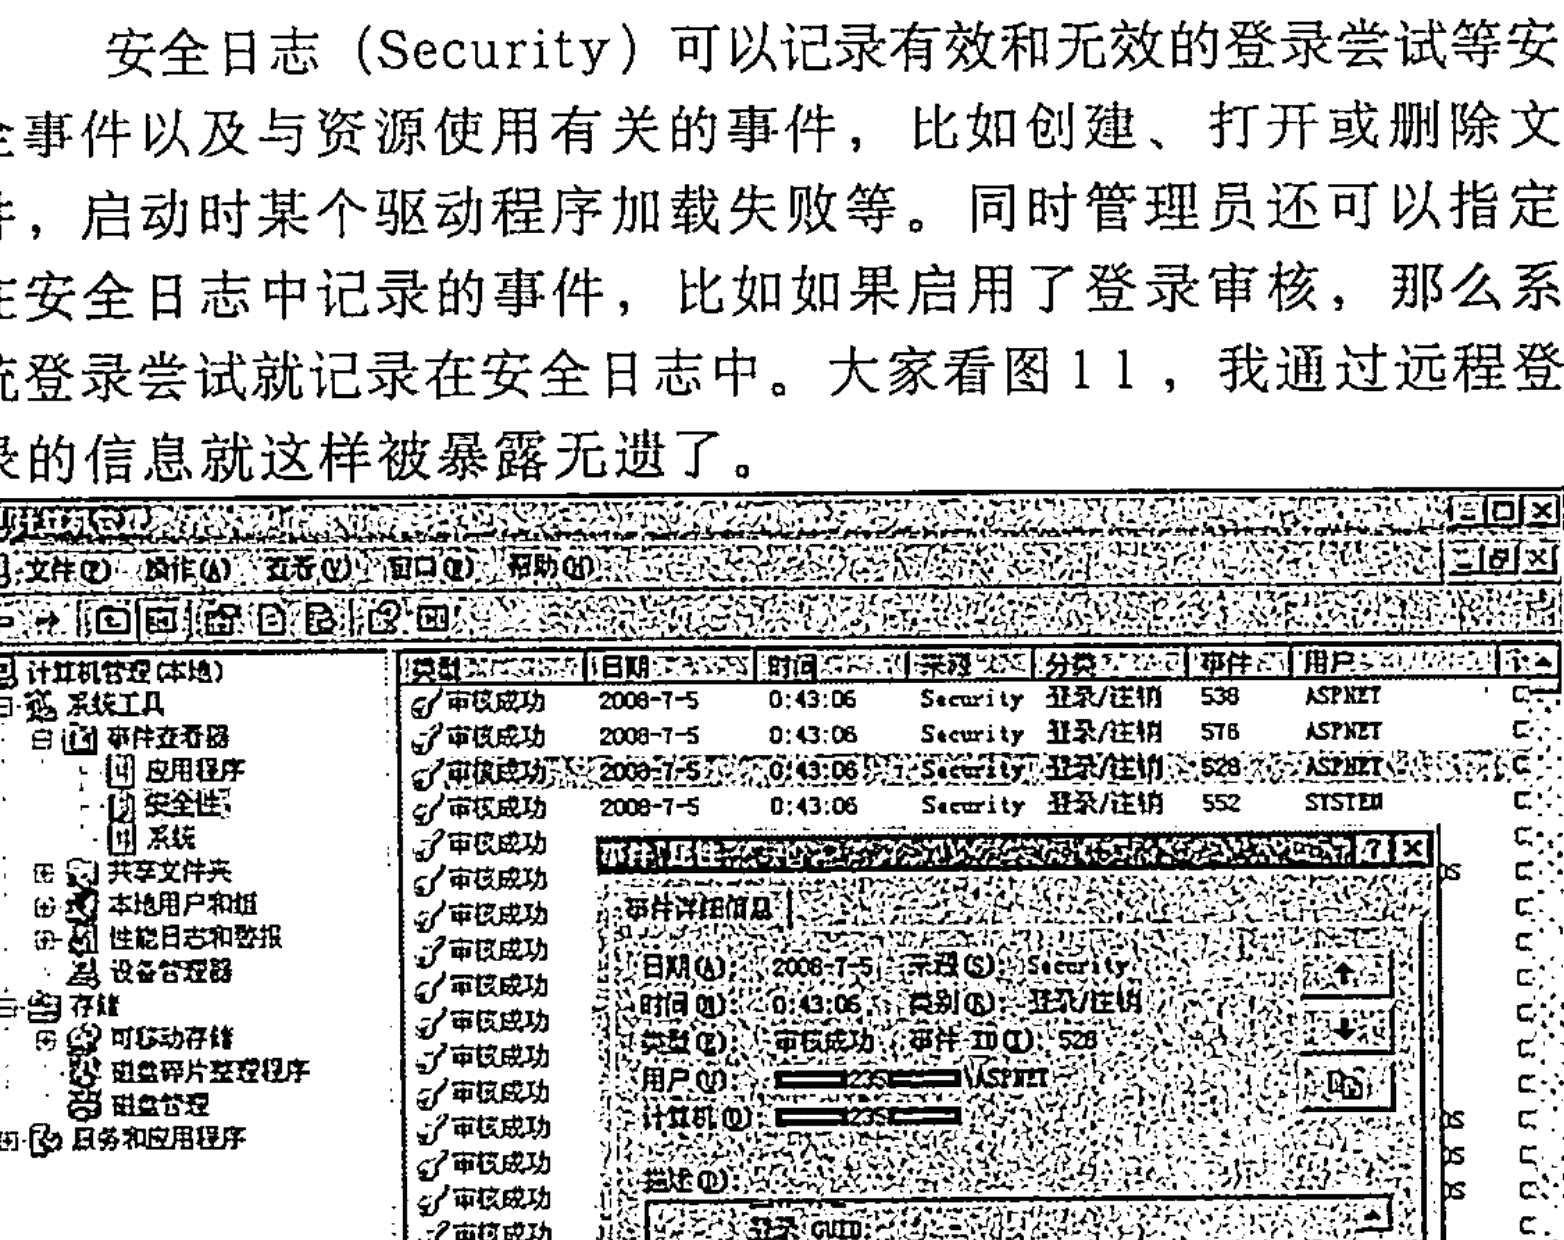 安全日志（Security）可以记录有效和无效的登录尝试等安
全事件以及与资源使用有关的事件，比如创建、打开或删除文
件，启动时某个驱动程序加载失败等。同时管理员还可以指定
在安全日志中记录的事件，比如如果启用了登录审核，那么系
统登录尝试就记录在安全日志中。大家看图11，我通过远程登
录的信息就这样被暴露无遗了。
计算机管理
文件(F) 操作(A) 查看(V) 窗口(W) 帮助(H)
计算机管理(本地)
系统工具
事件查看器
应用程序
安全性
系统
共享文件夹
本地用户和组
性能日志和警报
设备管理器
存储
可移动存储
磁盘碎片整理程序
磁盘管理
服务和应用程序
类型 日期 时间 来源 分类 事件 用户
审核成功 2008-7-5 0:43:06 Security 登录/注销 538 ASPNET
审核成功 2008-7-5 0:43:06 Security 登录/注销 576 ASPNET
审核成功 2008-7-5 0:43:06 Security 登录/注销 528 ASPNET
审核成功 2008-7-5 0:43:06 Security 登录/注销 552 SYSTEM
审核成功
审核成功
审核成功
审核成功
审核成功
审核成功
审核成功
审核成功
审核成功
审核成功
审核成功
审核成功
事件 属性
事件详细信息
日期(A): 2008-7-5 来源(S): Security
时间(M): 0:43:06 类别(R): 登录/注销
类型(E): 审核成功 事件 ID(I): 528
用户(U): 235 \ASPNET
计算机(O): 235
描述(D):
登录 GUID: